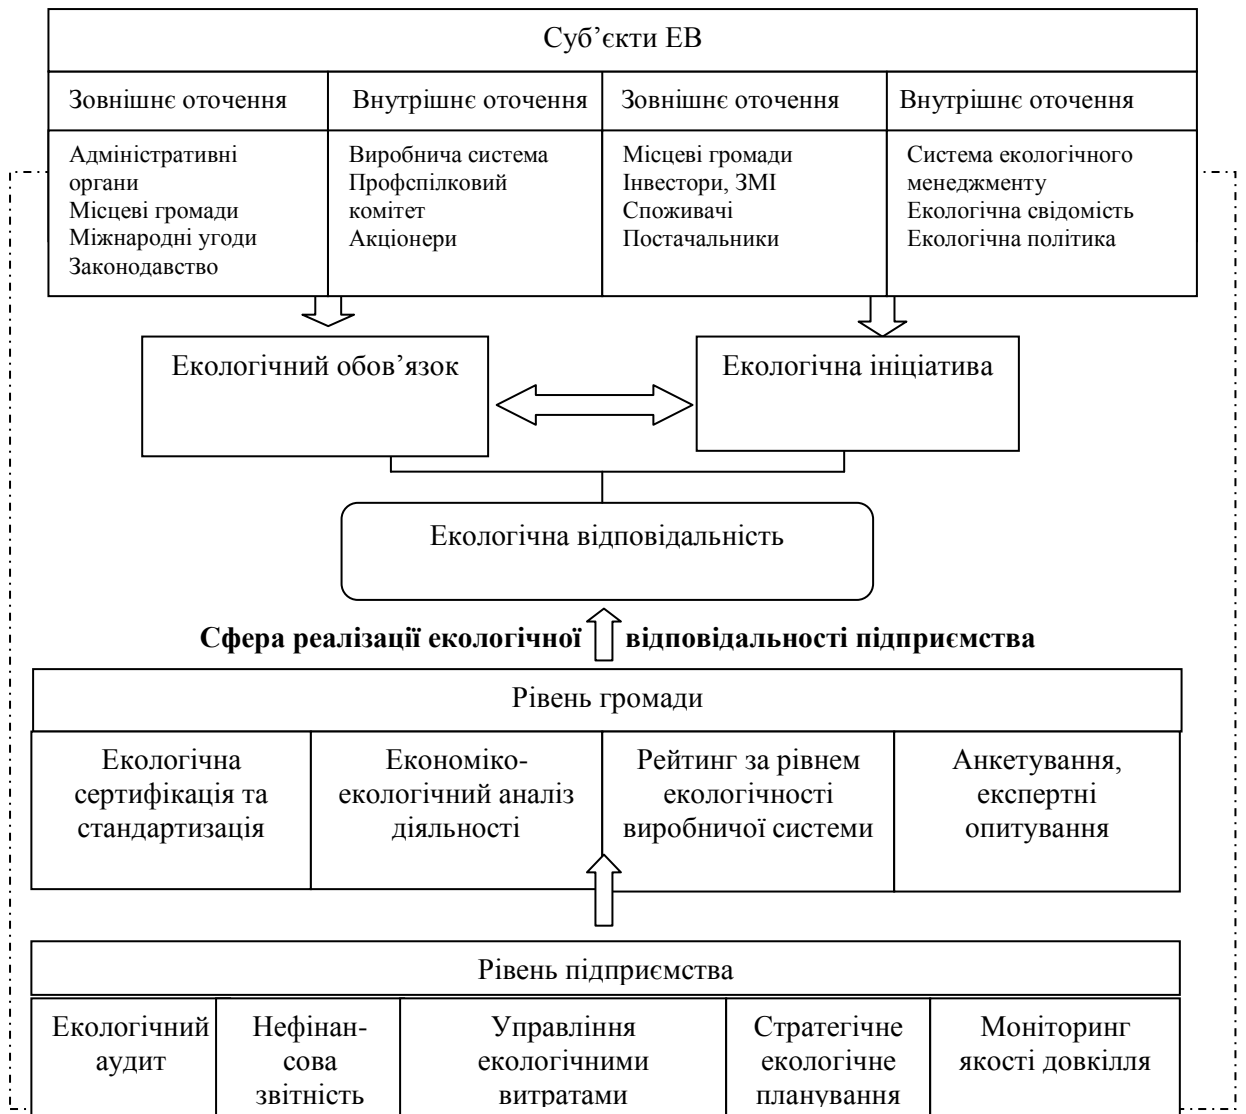 Суб’єкти ЕВ
Зовнішнє оточення
Внутрішнє оточення
Зовнішнє оточення
Внутрішнє оточення
Адміністративні
органи
Місцеві громади
Міжнародні угоди
Законодавство
Виробнича система
Профспілковий
комітет
Акціонери
Місцеві громади
Інвестори, ЗМІ
Споживачі
Постачальники
Система екологічного
менеджменту
Екологічна свідомість
Екологічна політика
Екологічний обов’язок
Екологічна ініціатива
Екологічна відповідальність
Сфера реалізації екологічної відповідальності підприємства
Рівень громади
Екологічна
сертифікація та
стандартизація
Економіко-
екологічний аналіз
діяльності
Рейтинг за рівнем
екологічності
виробничої системи
Анкетування,
експертні
опитування
Рівень підприємства
Екологічний
аудит
Нефінан-
сова
звітність
Управління
екологічними
витратами
Стратегічне
екологічне
планування
Моніторинг
якості довкілля